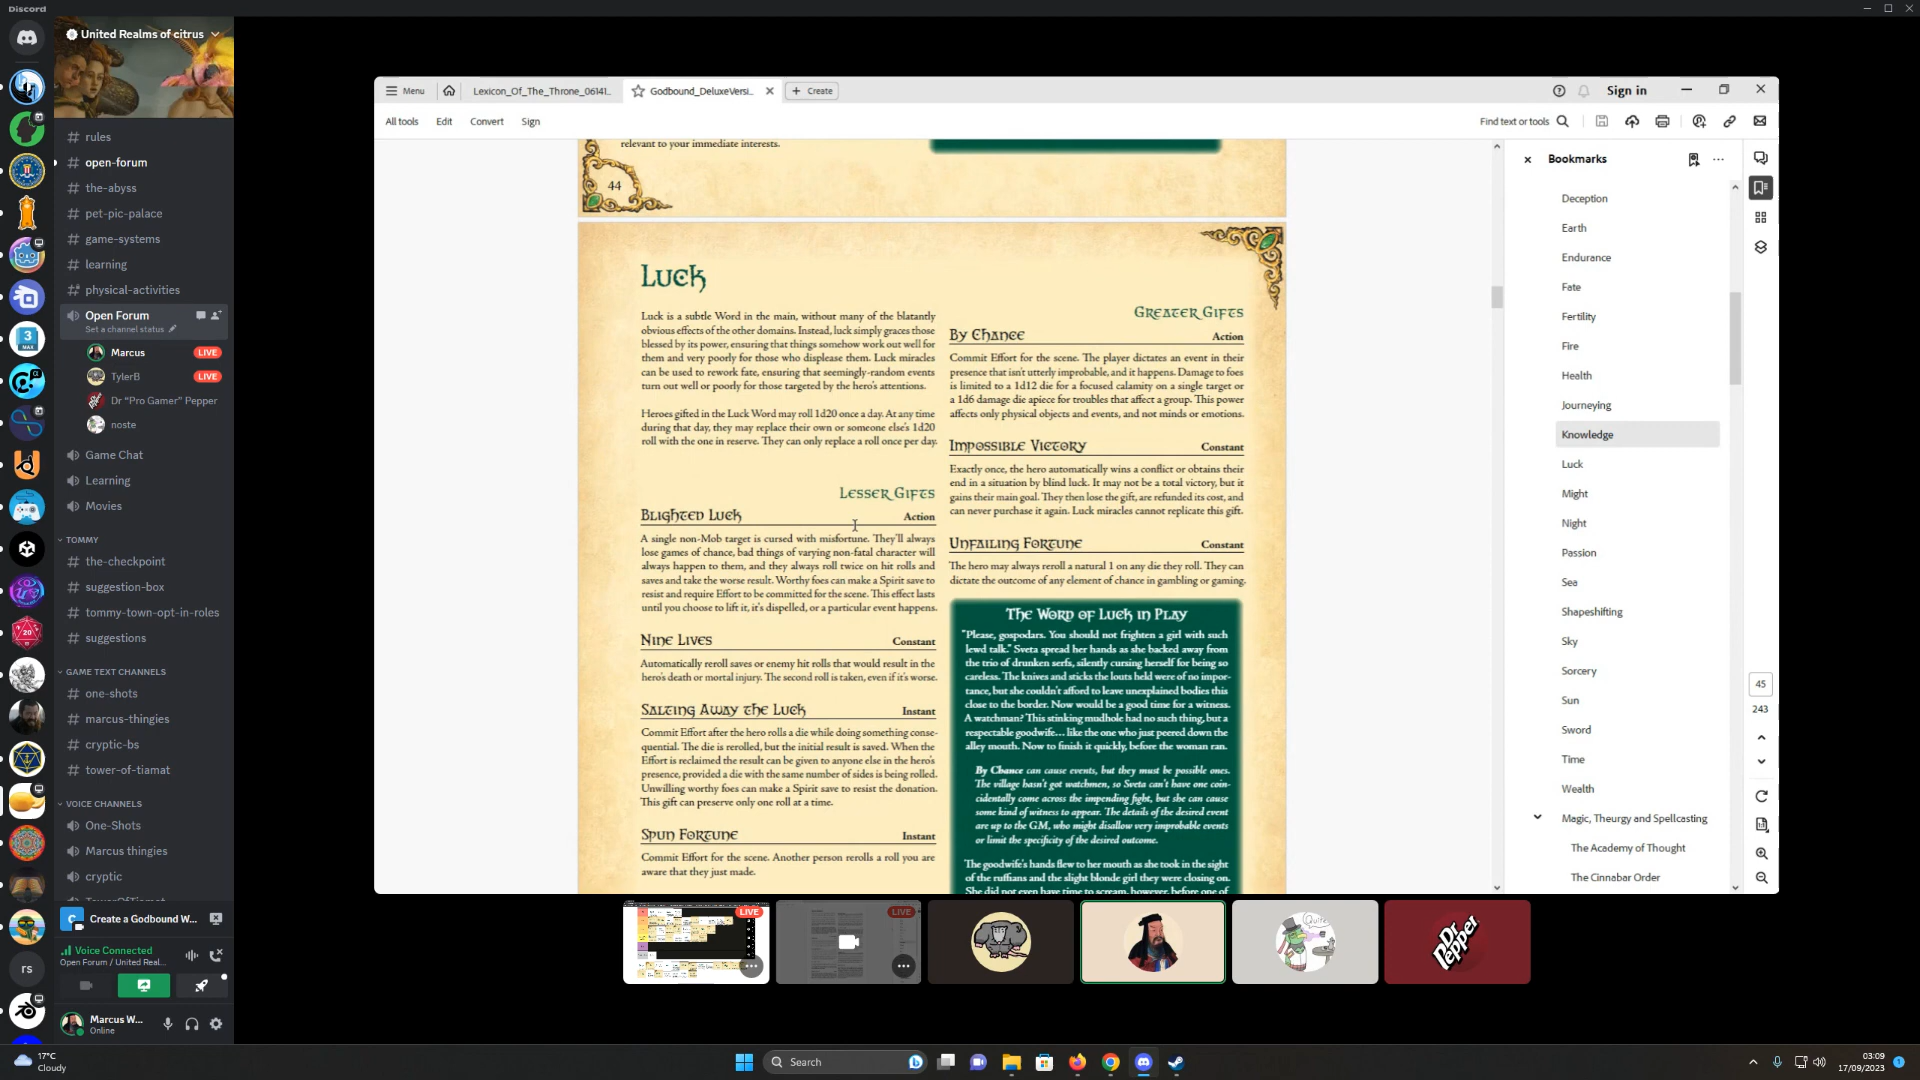 Discord
United Realms of citrus
rules
open-forum
the-abyss
pet-pic-palace
game-systems
learning
physical-activities
Open Forum
Set a channel status
Marcus LIVE
TylerB LIVE
Dr "Pro Gamer" Pepper
noste
Game Chat
Learning
Movies
TOMMY
the-checkpoint
suggestion-box
tommy-town-opt-in-roles
suggestions
GAME TEXT CHANNELS
one-shots
marcus-thingies
cryptic-bs
tower-of-tiamat
VOICE CHANNELS
One-Shots
Marcus thingies
cryptic
TowerOfTiamat
Create a Godbound W...
Voice Connected
Open Forum / United Real...
Marcus W...
Online
rs
Menu
Lexicon_Of_The_Throne_06141...
Godbound_DeluxeVersi...
Create
Sign in
All tools
Edit
Convert
Sign
Find text or tools
relevant to your immediate interests.
44
Luck
Luck is a subtle Word in the main, without many of the blatantly
obvious effects of the other domains. Instead, luck simply graces those
blessed by its power, ensuring that things somehow work out well for
them and very poorly for those who displease them. Luck miracles
can be used to rework fate, ensuring that seemingly-random events
turn out well or poorly for those targeted by the hero's attentions.
Heroes gifted in the Luck Word may roll 1d20 once a day. At any time
during that day, they may replace their own or someone else's 1d20
roll with the one in reserve. They can only replace a roll once per day.
Lesser Gifts
Blighted Luck Action
A single non-Mob target is cursed with misfortune. They'll always
lose games of chance, bad things of varying non-fatal character will
always happen to them, and they always roll twice on hit rolls and
saves and take the worse result. Worthy foes can make a Spirit save to
resist and require Effort to be committed for the scene. This effect lasts
until you choose to lift it, it's dispelled, or a particular event happens.
Nine Lives Constant
Automatically reroll saves or enemy hit rolls that would result in the
hero's death or mortal injury. The second roll is taken, even if it's worse.
Salting Away the Luck Instant
Commit Effort after the hero rolls a die while doing something conse-
quential. The die is rerolled, but the initial result is saved. When the
Effort is reclaimed the result can be given to anyone else in the hero's
presence, provided a die with the same number of sides is being rolled.
Unwilling worthy foes can make a Spirit save to resist the donation.
This gift can preserve only one roll at a time.
Spun Fortune Instant
Commit Effort for the scene. Another person rerolls a roll you are
aware that they just made.
Greater Gifts
By Chance Action
Commit Effort for the scene. The player dictates an event in their
presence that isn't utterly improbable, and it happens. Damage to foes
is limited to a 1d12 die for a focused calamity on a single target or
a 1d6 damage die apiece for troubles that affect a group. This power
affects only physical objects and events, and not minds or emotions.
Impossible Victory Constant
Exactly once, the hero automatically wins a conflict or obtains their
end in a situation by blind luck. It may not be a total victory, but it
gains their main goal. They then lose the gift, are refunded its cost, and
can never purchase it again. Luck miracles cannot replicate this gift.
Unfailing Fortune Constant
The hero may always reroll a natural 1 on any die they roll. They can
dictate the outcome of any element of chance in gambling or gaming.
The Word of Luck in Play
"Please, gospodars. You should not frighten a girl with such
lewd talk." Sveta spread her hands as she backed away from
the trio of drunken serfs, silently cursing herself for being so
careless. The knives and sticks the louts held were of no impor-
tance, but she couldn't afford to leave unexplained bodies this
close to the border. Now would be a good time for a witness.
A watchman? This stinking mudhole had no such thing, but a
respectable goodwife... like the one who just peered down the
alley mouth. Now to finish it quickly, before the woman ran.
By Chance can cause events, but they must be possible ones.
The village hasn't got watchmen, so Sveta can't have one coin-
cidentally come across the impending fight, but she can cause
some kind of witness to appear. The details of the desired event
are up to the GM, who might disallow very improbable events
or limit the specificity of the desired outcome.
The goodwife's hands flew to her mouth as she took in the sight
of the ruffians and the slight blonde girl they were closing on.
She did not even have time to scream, however, before one of
Bookmarks
Deception
Earth
Endurance
Fate
Fertility
Fire
Health
Journeying
Knowledge
Luck
Might
Night
Passion
Sea
Shapeshifting
Sky
Sorcery
Sun
Sword
Time
Wealth
Magic, Theurgy and Spellcasting
The Academy of Thought
The Cinnabar Order
45
243
LIVE
LIVE
Quite
Dr Pepper
17°C
Cloudy
Search
03:09
17/09/2023